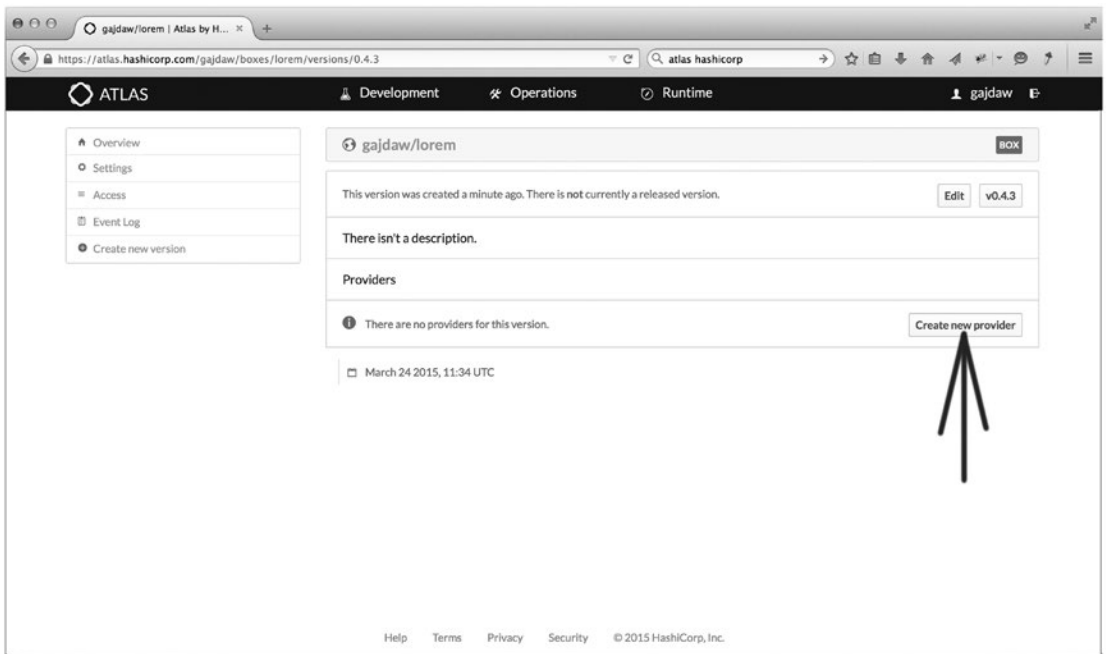 gajdaw/lorem | Atlas by H...
https://atlas.hashicorp.com/gajdaw/boxes/lorem/versions/0.4.3
atlas hashicorp
ATLAS
Development
Operations
Runtime
gajdaw
Overview
Settings
Access
Event Log
Create new version
gajdaw/lorem
BOX
This version was created a minute ago. There is not currently a released version.
Edit
v0.4.3
There isn't a description.
Providers
There are no providers for this version.
Create new provider
March 24 2015, 11:34 UTC
Help Terms Privacy Security © 2015 HashiCorp, Inc.